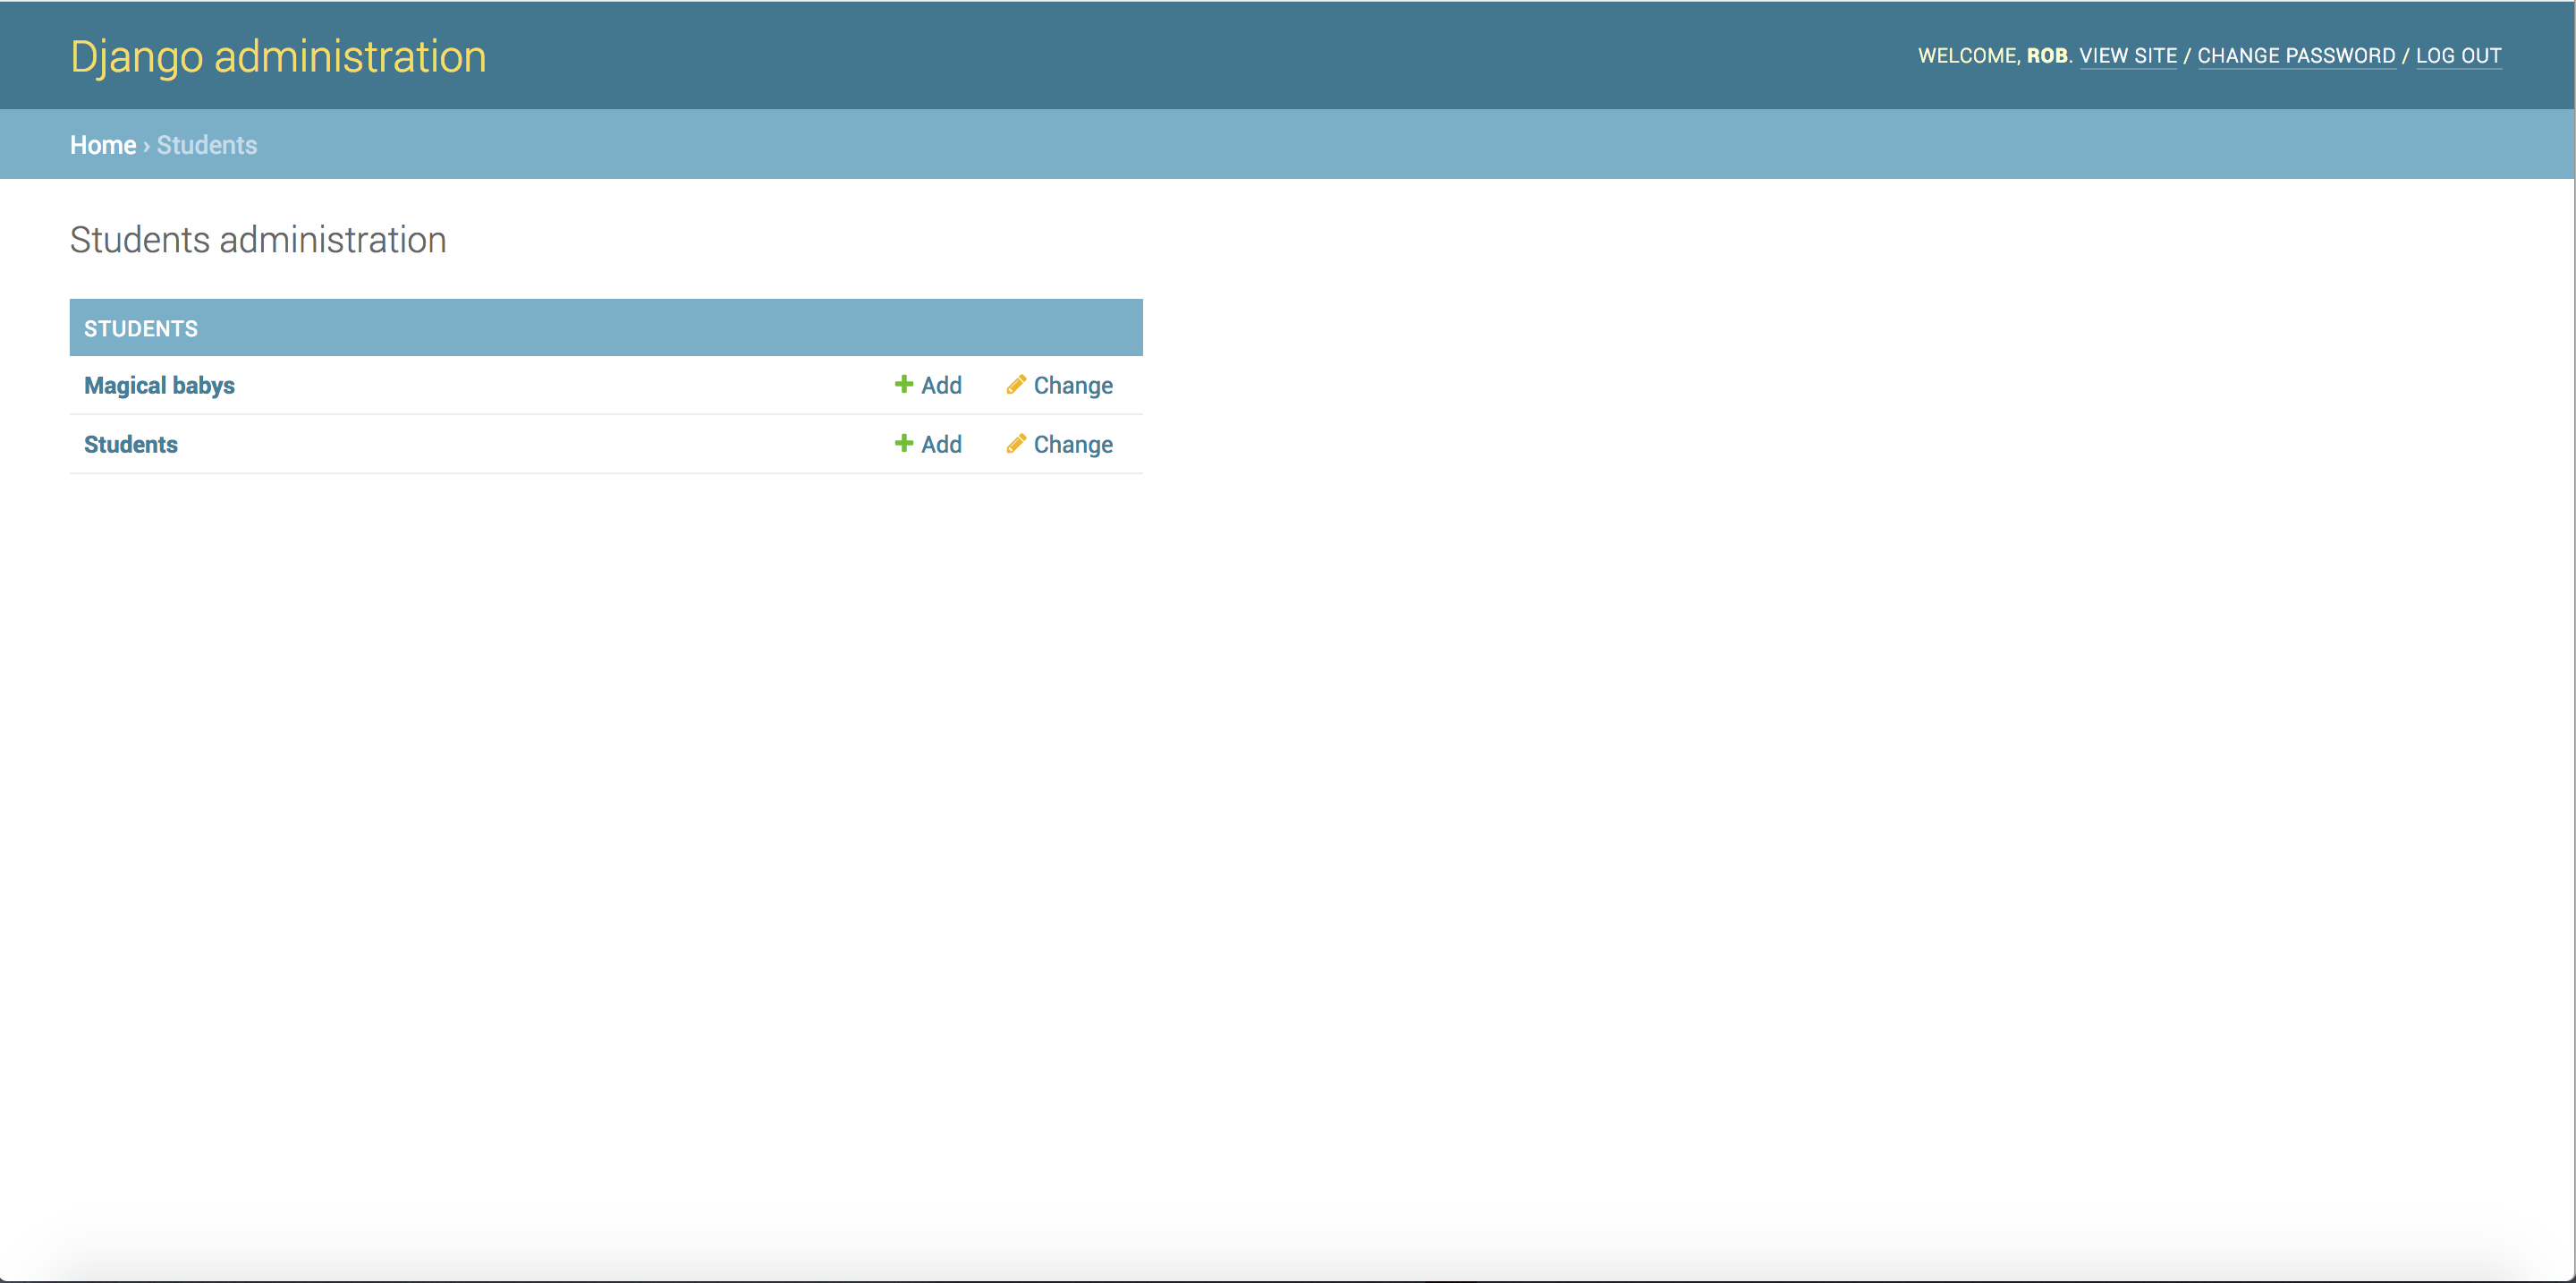 Django administration
WELCOME, ROB. VIEW SITE / CHANGE PASSWORD / LOG OUT
Home › Students
Students administration
STUDENTS
Magical babys Add Change
Students Add Change